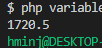 $ php variable
1720.5
hminj@DESKTOP-